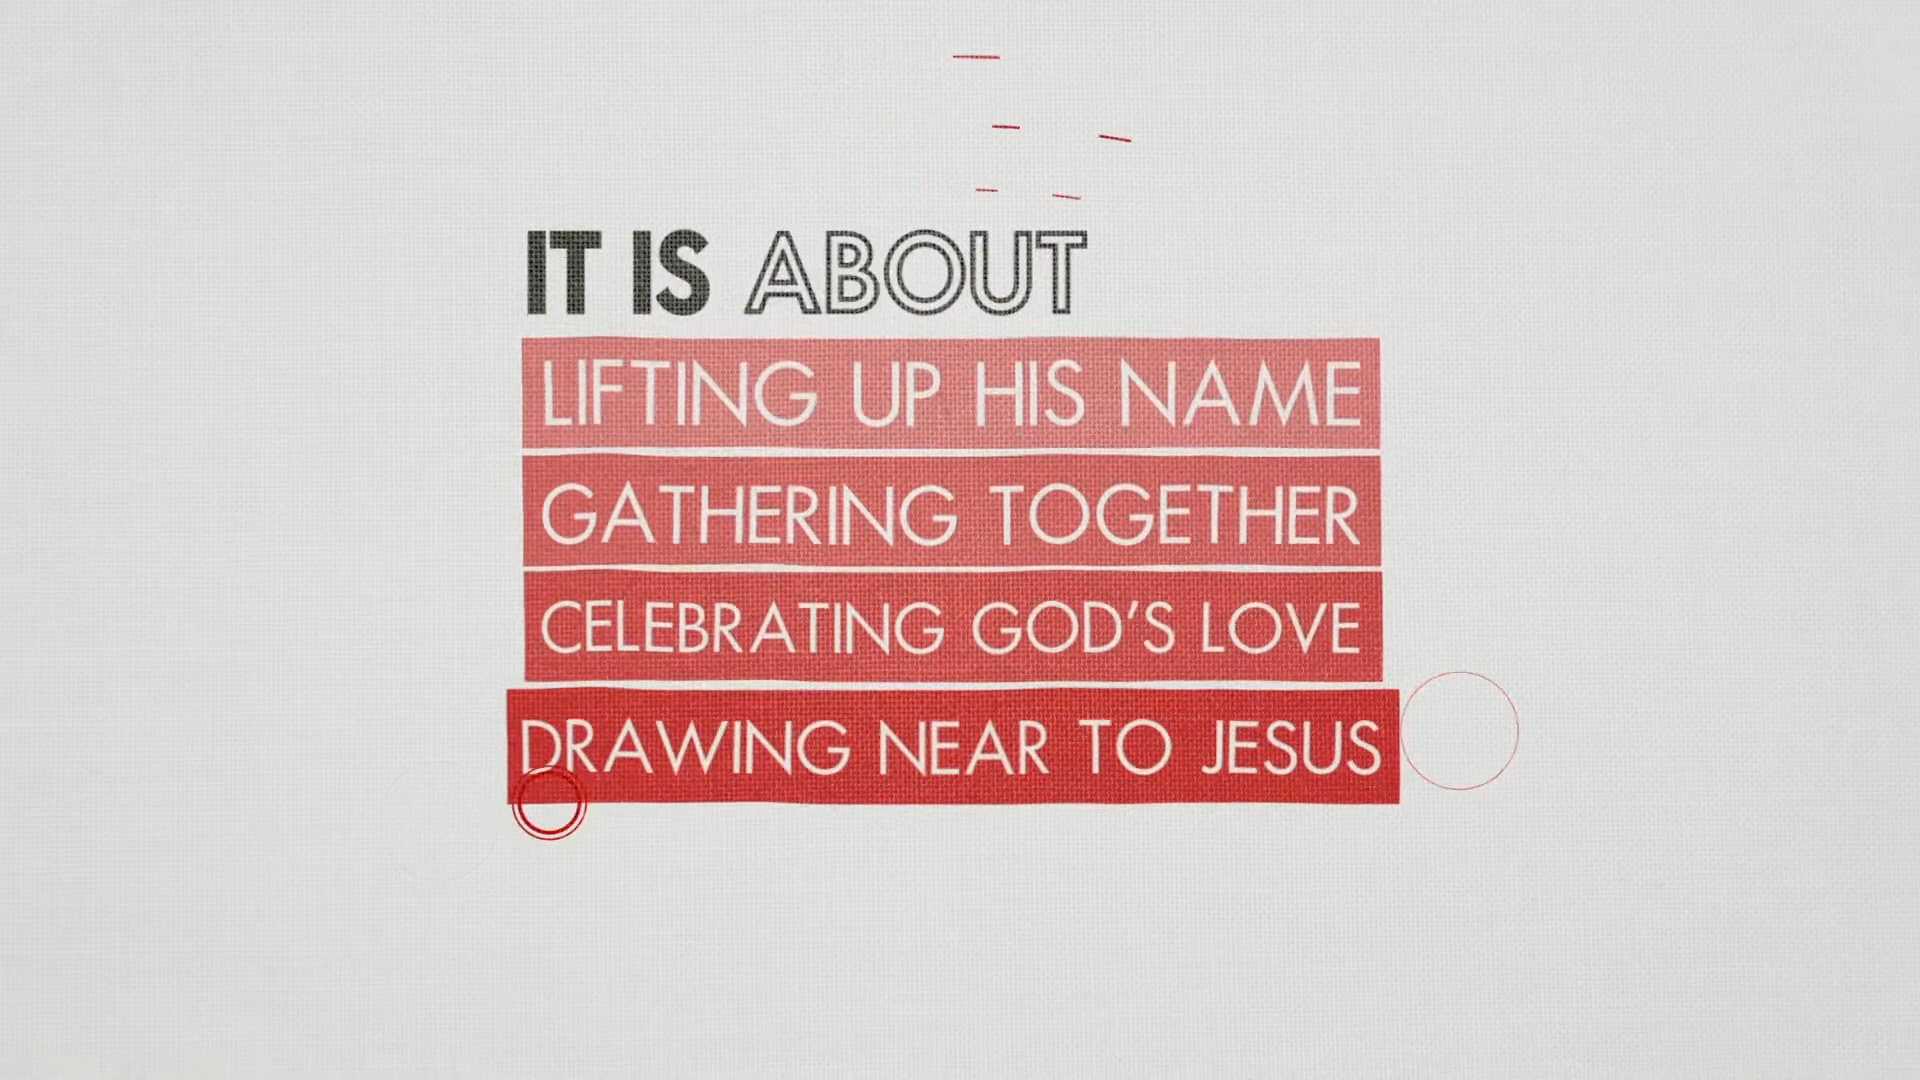 IT IS ABOUT
LIFTING UP HIS NAME
GATHERING TOGETHER
CELEBRATING GOD'S LOVE
DRAWING NEAR TO JESUS